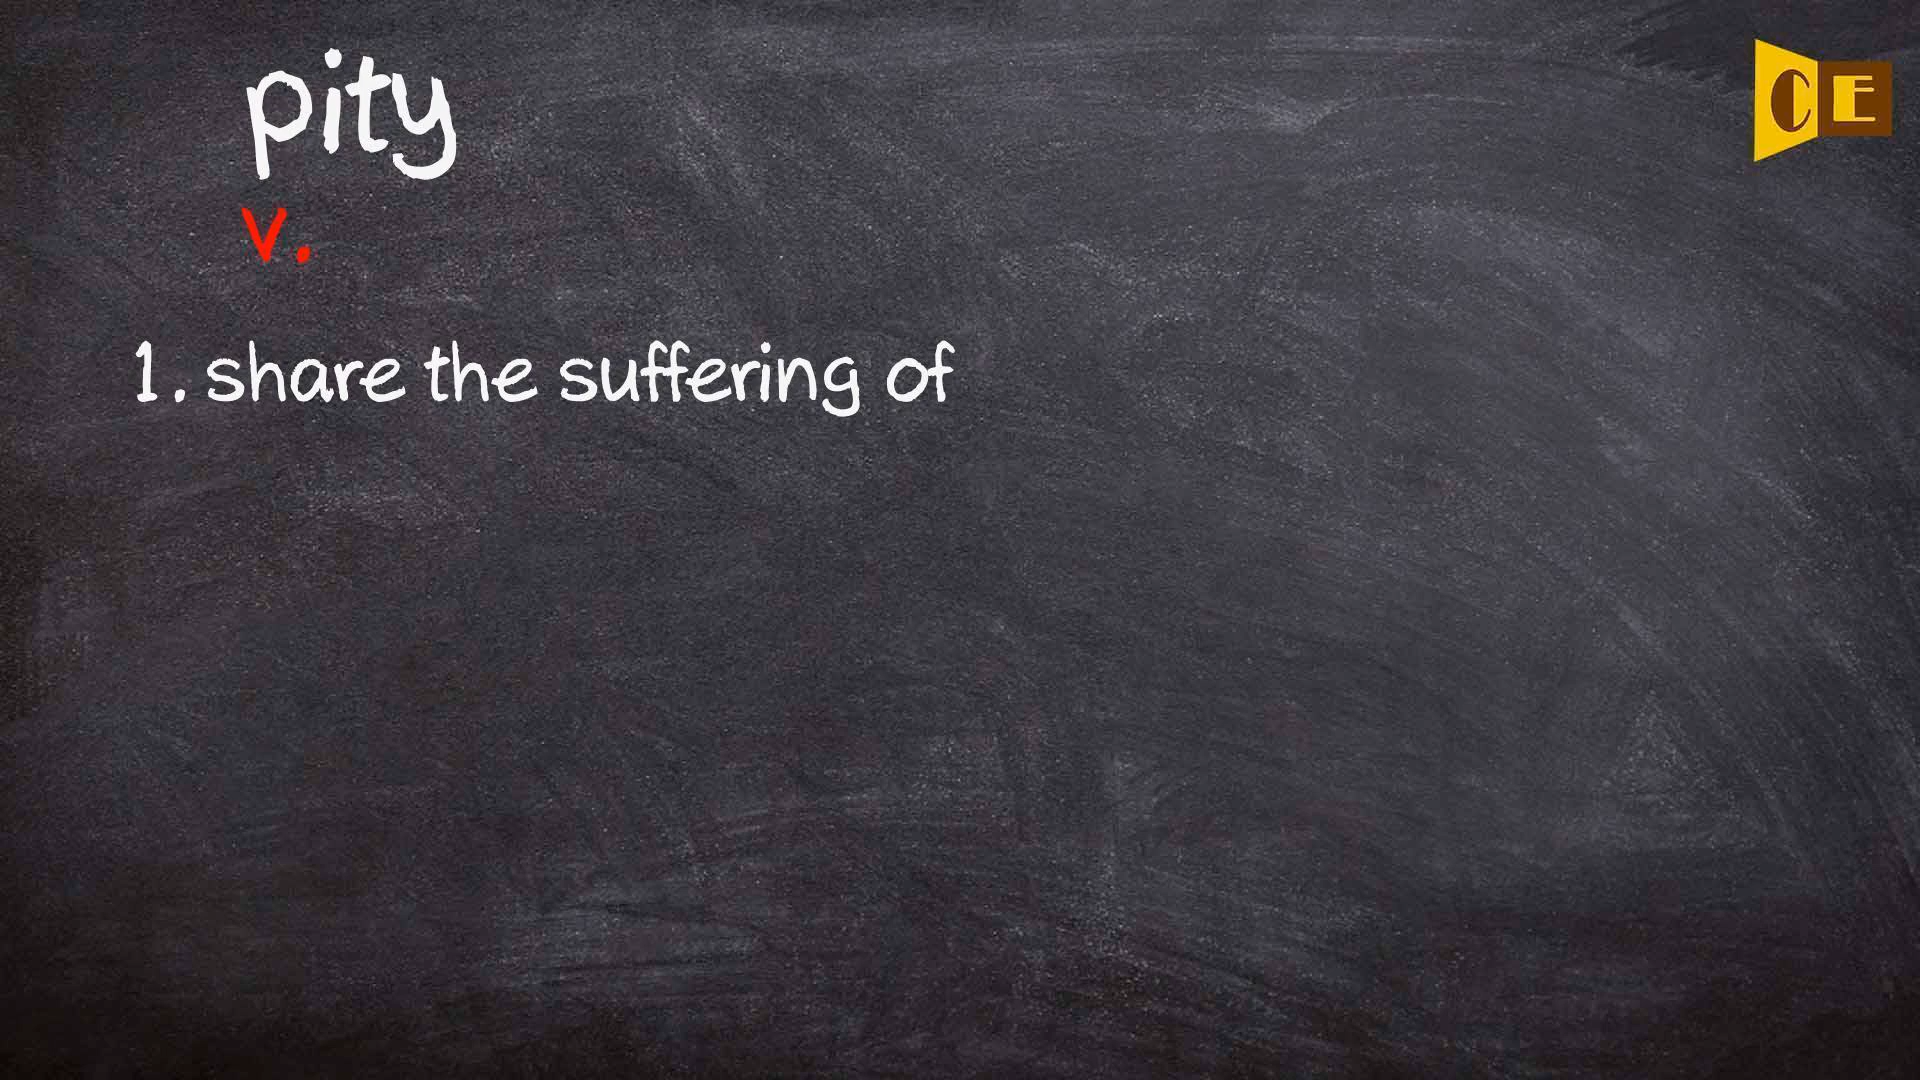 pity
CE
v.
1. share the suffering of